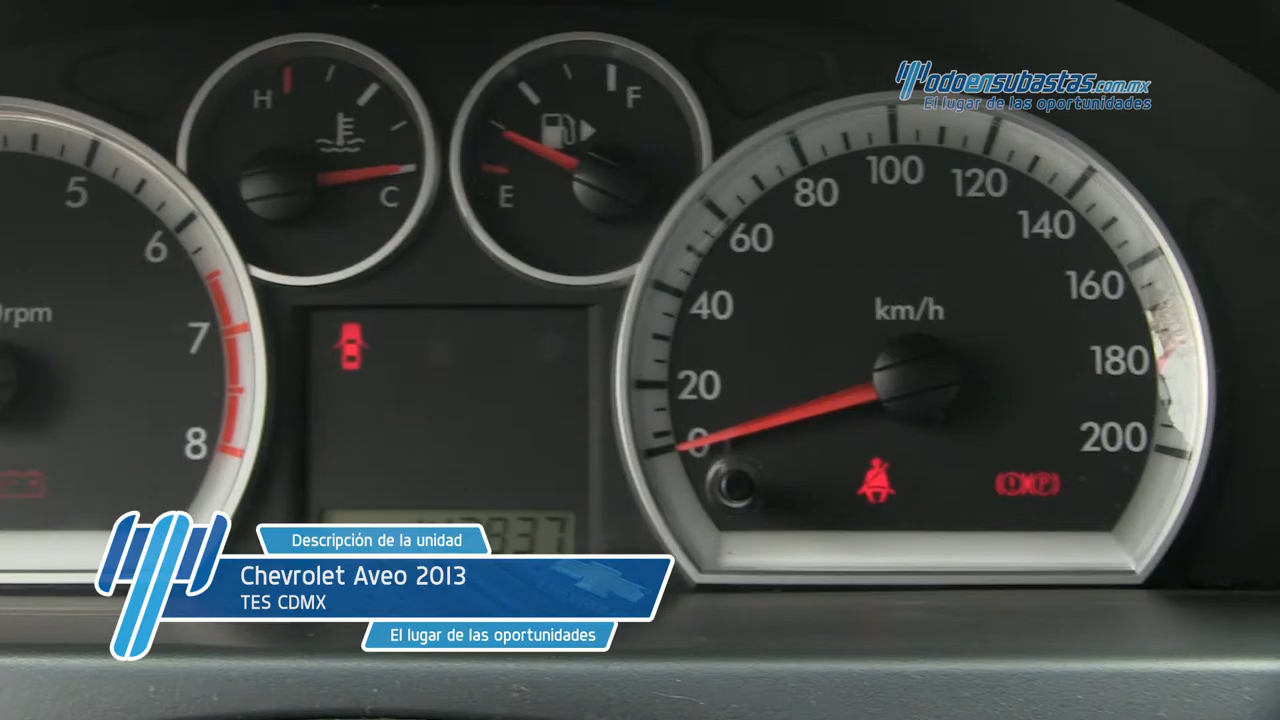 Todoensubastas.com.mx
El lugar de las oportunidades
H
C
F
E
5
6
7
8
rpm
0
20
40
60
80
100
120
140
160
180
200
km/h
P
837
Descripción de la unidad
Chevrolet Aveo 2013
TES CDMX
El lugar de las oportunidades